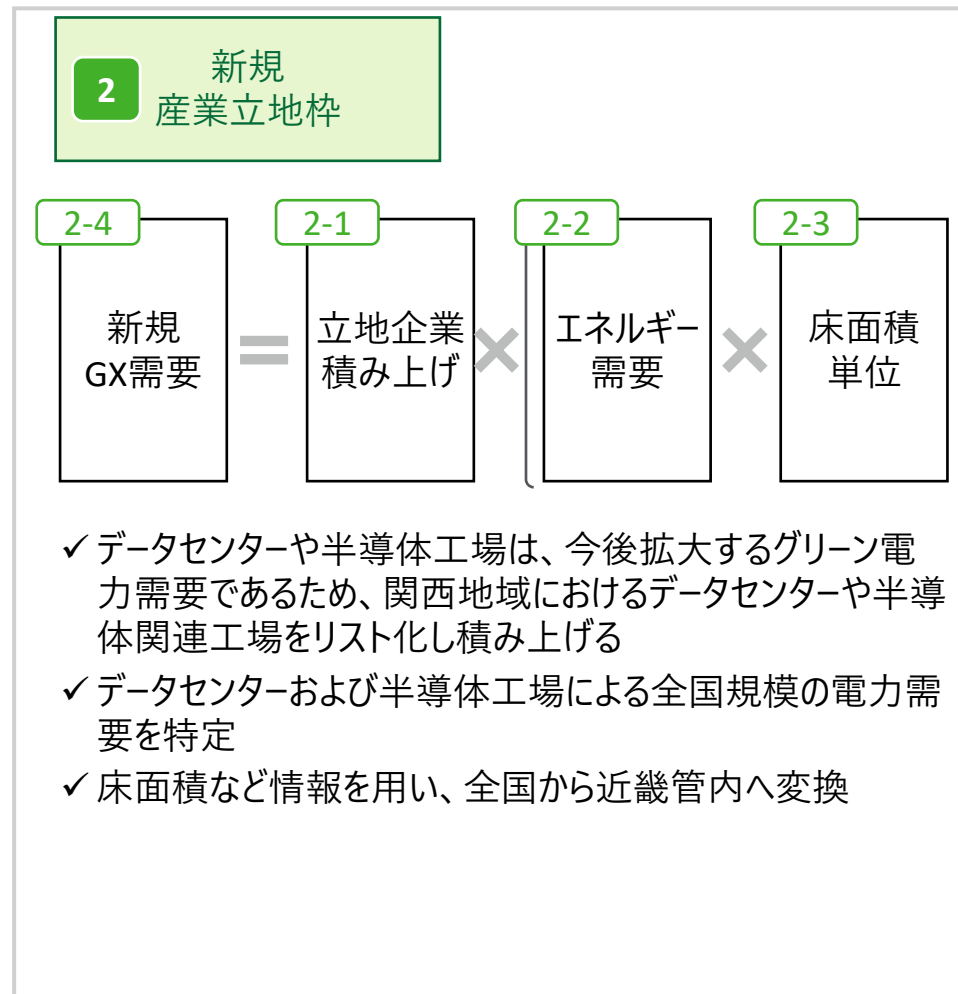 2
新規
産業立地枠
2-4
2-1
2-2
2-3
新規
GX需要
=
立地企業
積み上げ
×
エネルギー
需要
×
床面積
単位
✓データセンターや半導体工場は、今後拡大するグリーン電
力需要であるため、関西地域におけるデータセンターや半導
体関連工場をリスト化し積み上げる
✓データセンターおよび半導体工場による全国規模の電力需
要を特定
✓床面積など情報を用い、全国から近畿管内へ変換